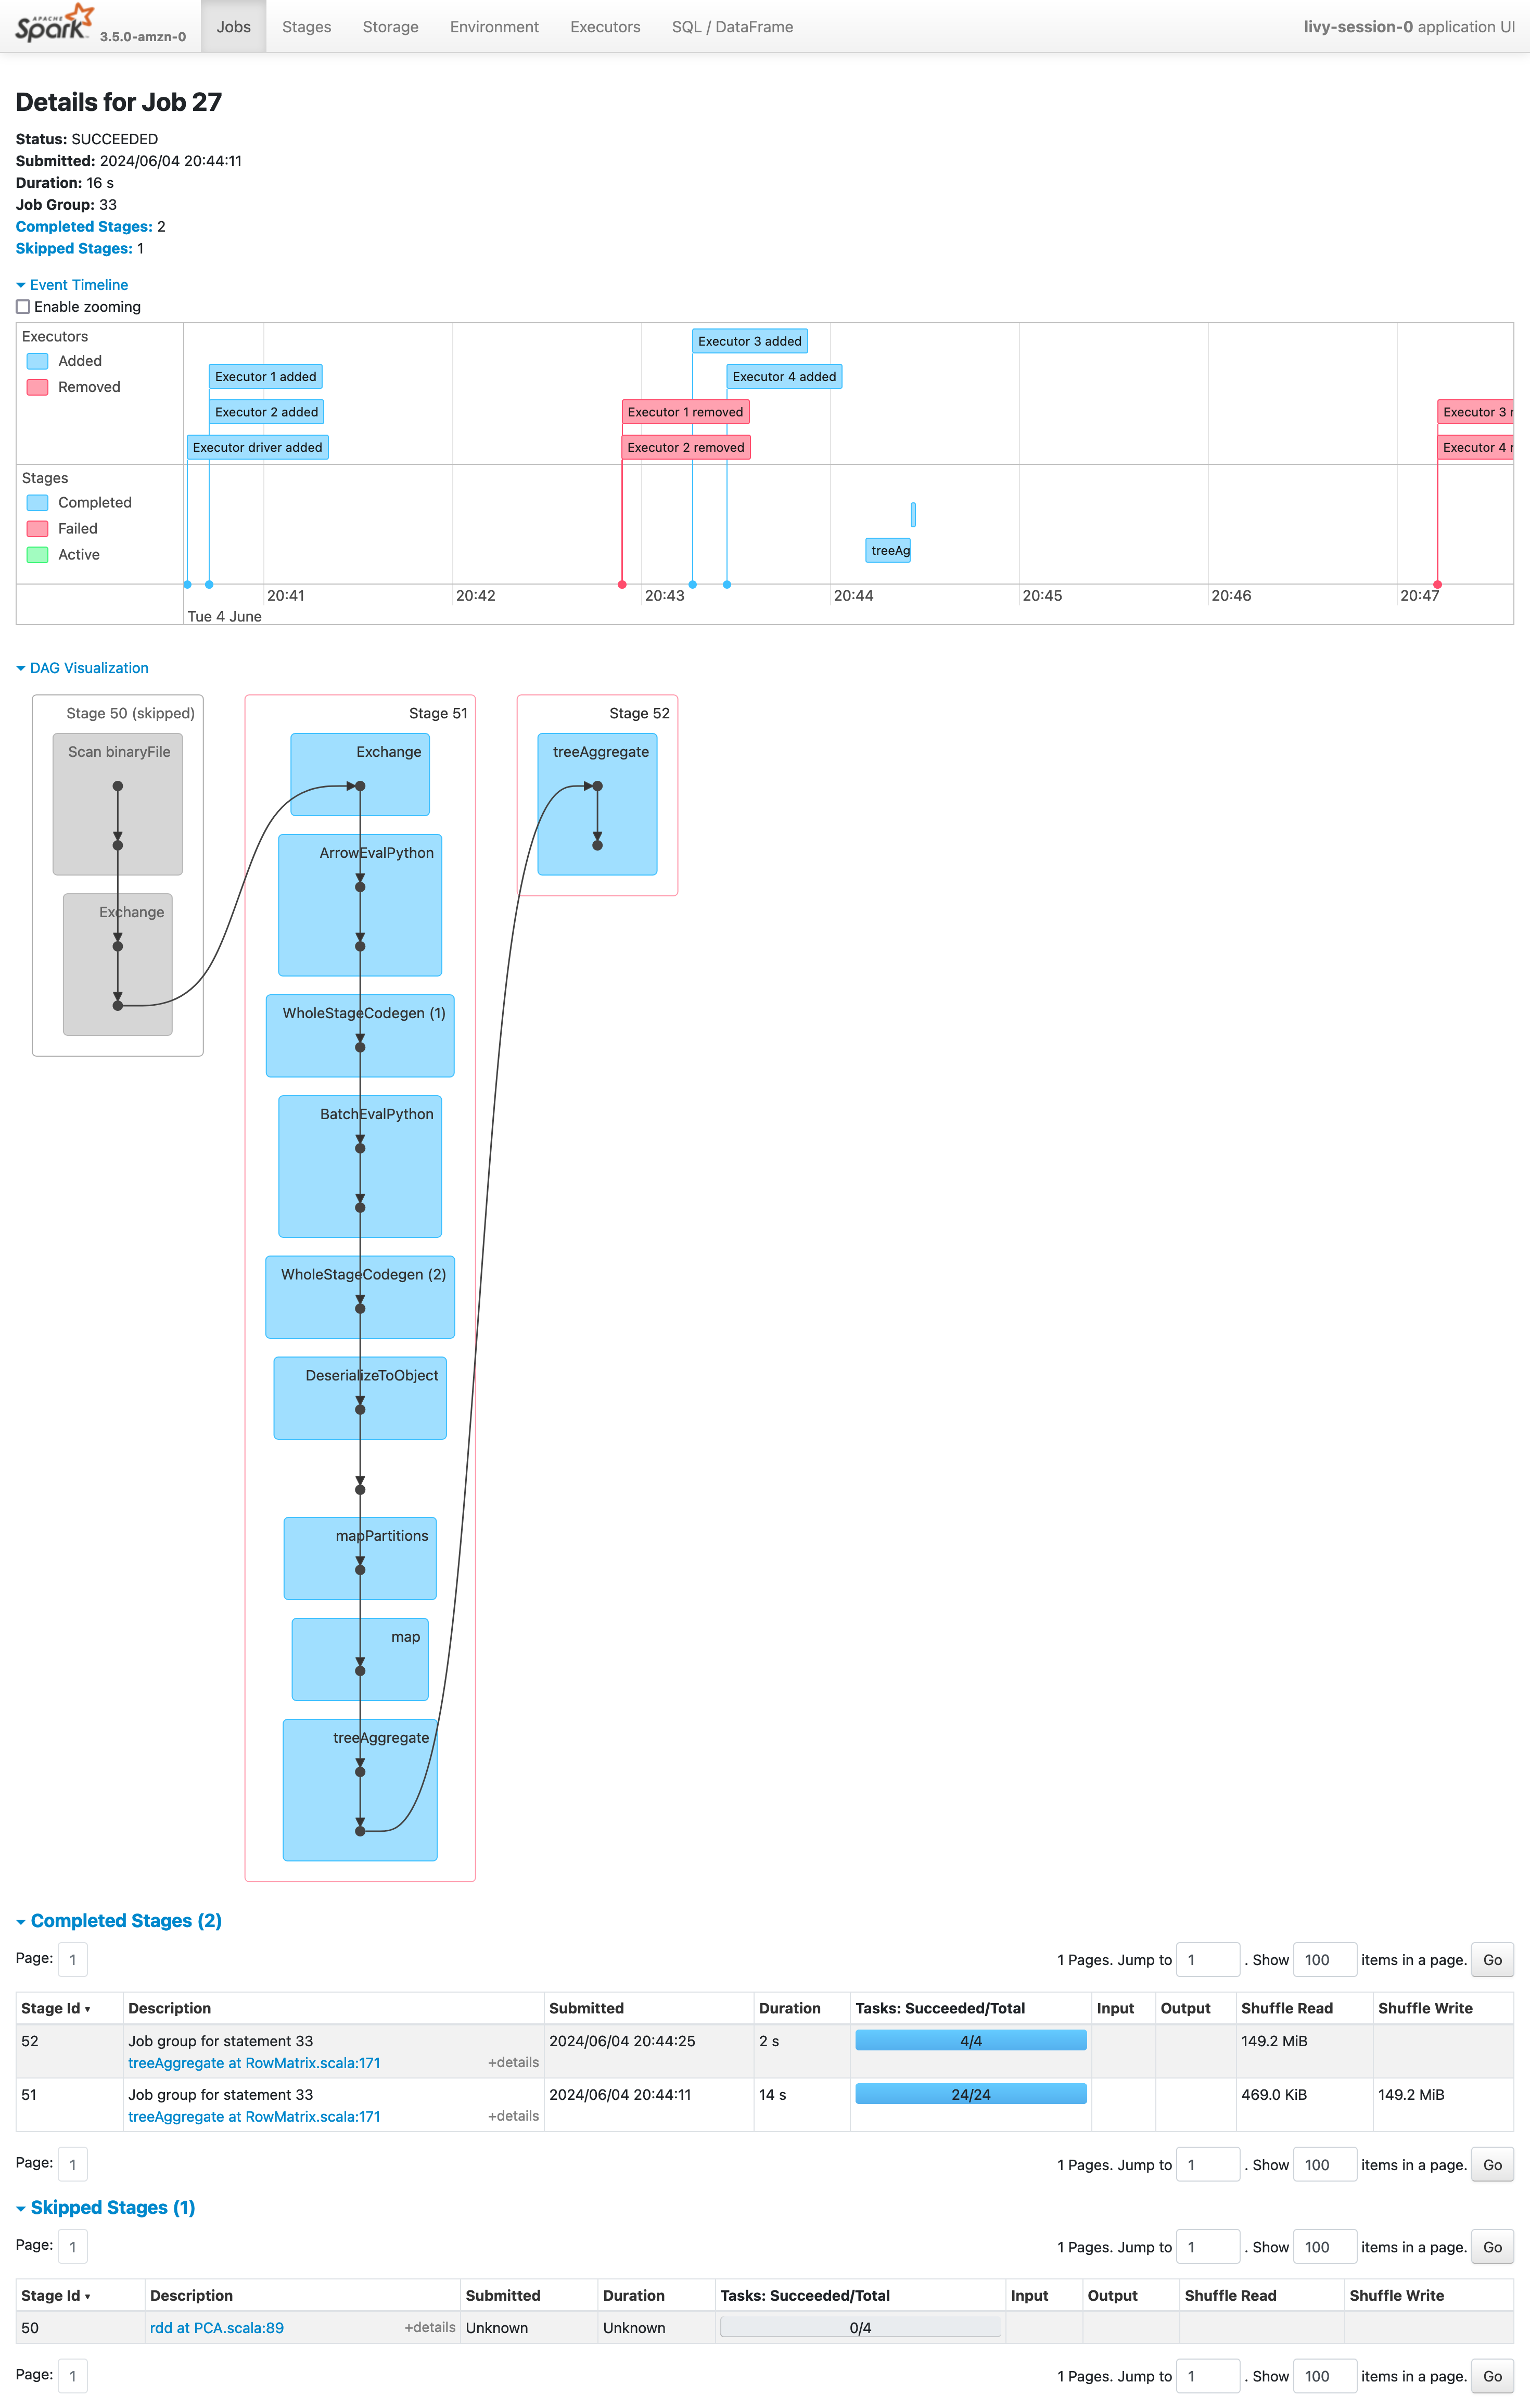 APACHE
Spark 3.5.0-amzn-0 Jobs Stages Storage Environment Executors SQL / DataFrame livy-session-0 application UI
Details for Job 27
Status: SUCCEEDED
Submitted: 2024/06/04 20:44:11
Duration: 16 s
Job Group: 33
Completed Stages: 2
Skipped Stages: 1
Event Timeline
Enable zooming
Executors
Added
Removed
Executor 3 added
Executor 1 added
Executor 4 added
Executor 2 added
Executor 1 removed
Executor 3 r
Executor driver added
Executor 2 removed
Executor 4 r
Stages
Completed
Failed
Active
treeAg
20:41 20:42 20:43 20:44 20:45 20:46 20:47
Tue 4 June
DAG Visualization
Stage 50 (skipped)
Scan binaryFile
Exchange
Stage 51
Exchange
ArrowEvalPython
WholeStageCodegen (1)
BatchEvalPython
WholeStageCodegen (2)
DeserializeToObject
mapPartitions
map
treeAggregate
Stage 52
treeAggregate
Completed Stages (2)
Page: 1 1 Pages. Jump to 1 . Show 100 items in a page. Go
Stage Id Description Submitted Duration Tasks: Succeeded/Total Input Output Shuffle Read Shuffle Write
52 Job group for statement 33 2024/06/04 20:44:25 2 s 4/4 149.2 MiB
treeAggregate at RowMatrix.scala:171 +details
51 Job group for statement 33 2024/06/04 20:44:11 14 s 24/24 469.0 KiB 149.2 MiB
treeAggregate at RowMatrix.scala:171 +details
Page: 1 1 Pages. Jump to 1 . Show 100 items in a page. Go
Skipped Stages (1)
Page: 1 1 Pages. Jump to 1 . Show 100 items in a page. Go
Stage Id Description Submitted Duration Tasks: Succeeded/Total Input Output Shuffle Read Shuffle Write
50 rdd at PCA.scala:89 +details Unknown Unknown 0/4
Page: 1 1 Pages. Jump to 1 . Show 100 items in a page. Go